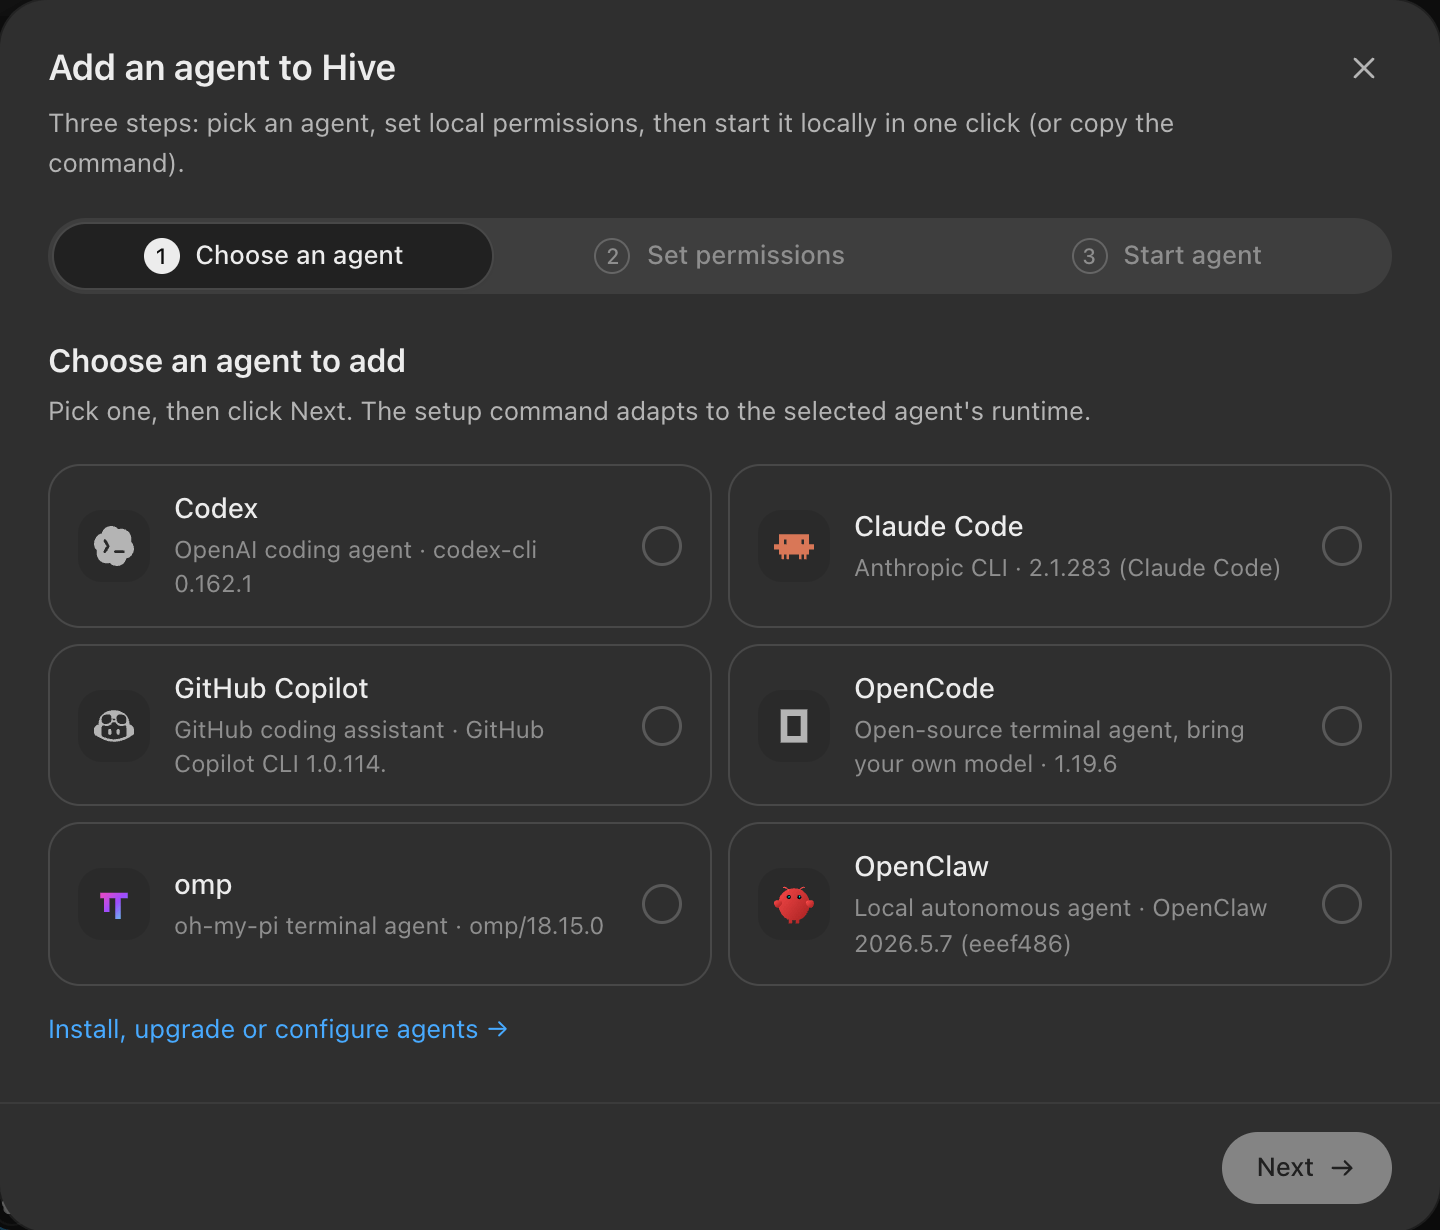 Add an agent to Hive
Three steps: pick an agent, set local permissions, then start it locally in one click (or copy the
command).
1 Choose an agent
2 Set permissions
3 Start agent
Choose an agent to add
Pick one, then click Next. The setup command adapts to the selected agent's runtime.
Codex
OpenAI coding agent · codex-cli
0.162.1
Claude Code
Anthropic CLI · 2.1.283 (Claude Code)
GitHub Copilot
GitHub coding assistant · GitHub
Copilot CLI 1.0.114.
OpenCode
Open-source terminal agent, bring
your own model · 1.19.6
omp
oh-my-pi terminal agent · omp/18.15.0
OpenClaw
Local autonomous agent · OpenClaw
2026.5.7 (eeef486)
Install, upgrade or configure agents →
Next →